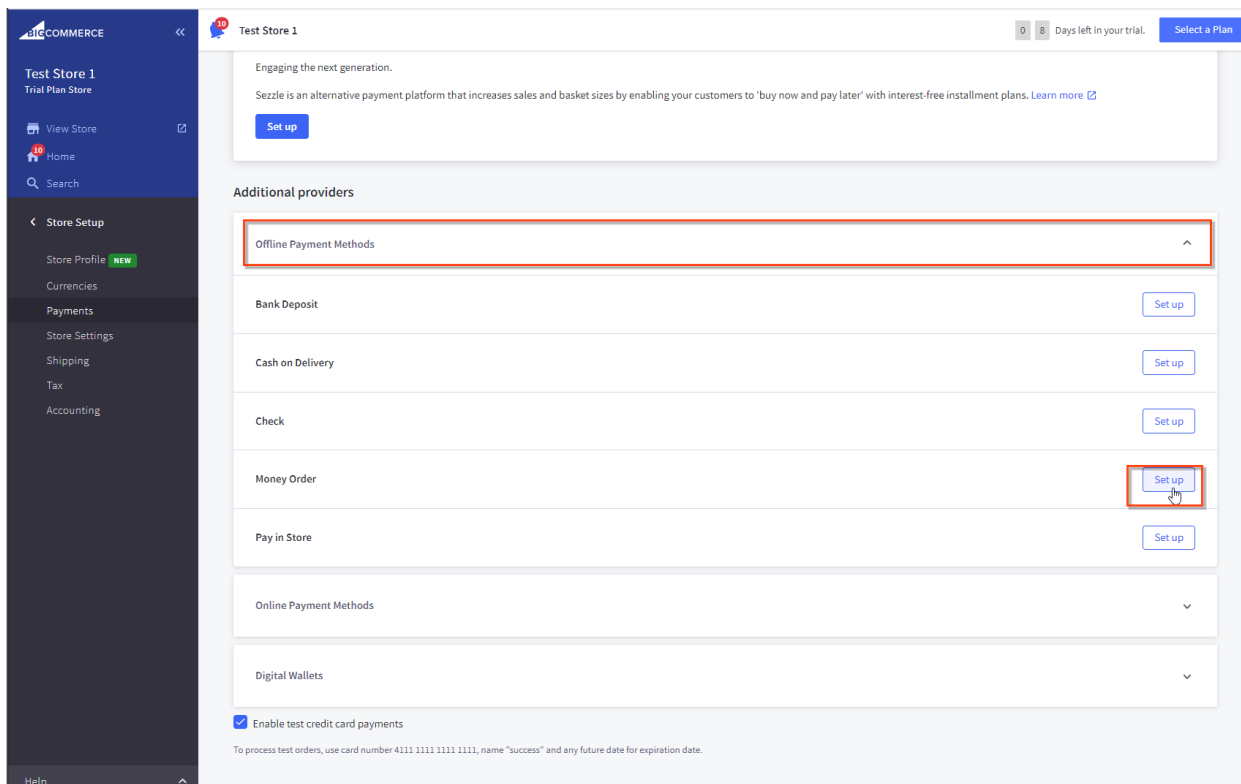 BIGCOMMERCE
10
Test Store 1
0 8 Days left in your trial.
Select a Plan
Test Store 1
Trial Plan Store
View Store
10
Home
Search
Store Setup
Store Profile NEW
Currencies
Payments
Store Settings
Shipping
Tax
Accounting
Help
Engaging the next generation.
Sezzle is an alternative payment platform that increases sales and basket sizes by enabling your customers to 'buy now and pay later' with interest-free installment plans. Learn more
Set up
Additional providers
Offline Payment Methods
Bank Deposit Set up
Cash on Delivery Set up
Check Set up
Money Order Set up
Pay in Store Set up
Online Payment Methods
Digital Wallets
Enable test credit card payments
To process test orders, use card number 4111 1111 1111 1111, name "success" and any future date for expiration date.